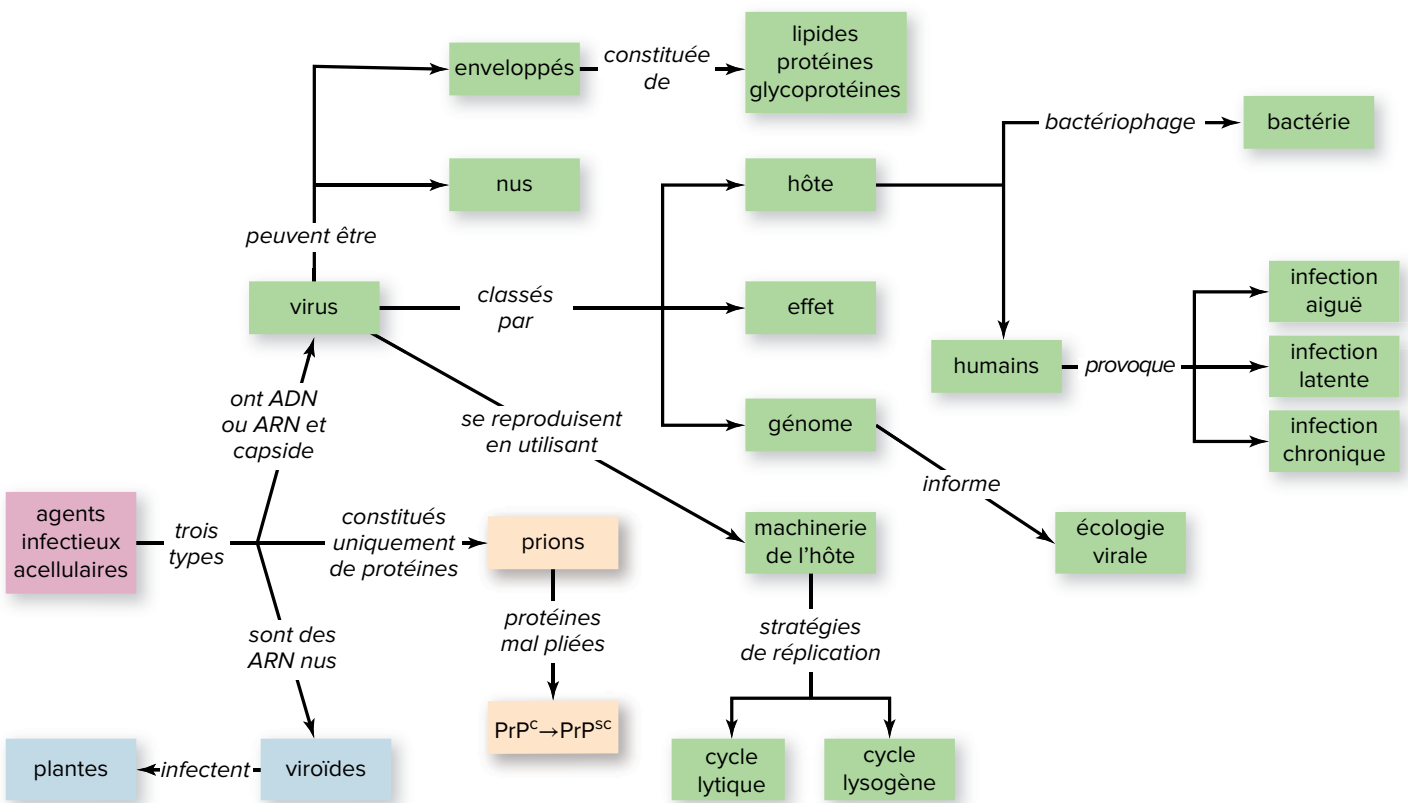 enveloppés
constituée
de
lipides
protéines
glycoprotéines
bactériophage
bactérie
nus
hôte
peuvent être
virus
classés
par
effet
infection
aiguë
humains
provoque
infection
latente
ont ADN
ou ARN et
capside
se reproduisent
en utilisant
génome
infection
chronique
informe
agents
infectieux
acellulaires
trois
types
constitués
uniquement
de protéines
prions
machinerie
de l'hôte
écologie
virale
sont des
ARN nus
protéines
mal pliées
stratégies
de réplication
PrPᶜ→PrPˢᶜ
plantes
infectent
viroïdes
cycle
lytique
cycle
lysogène